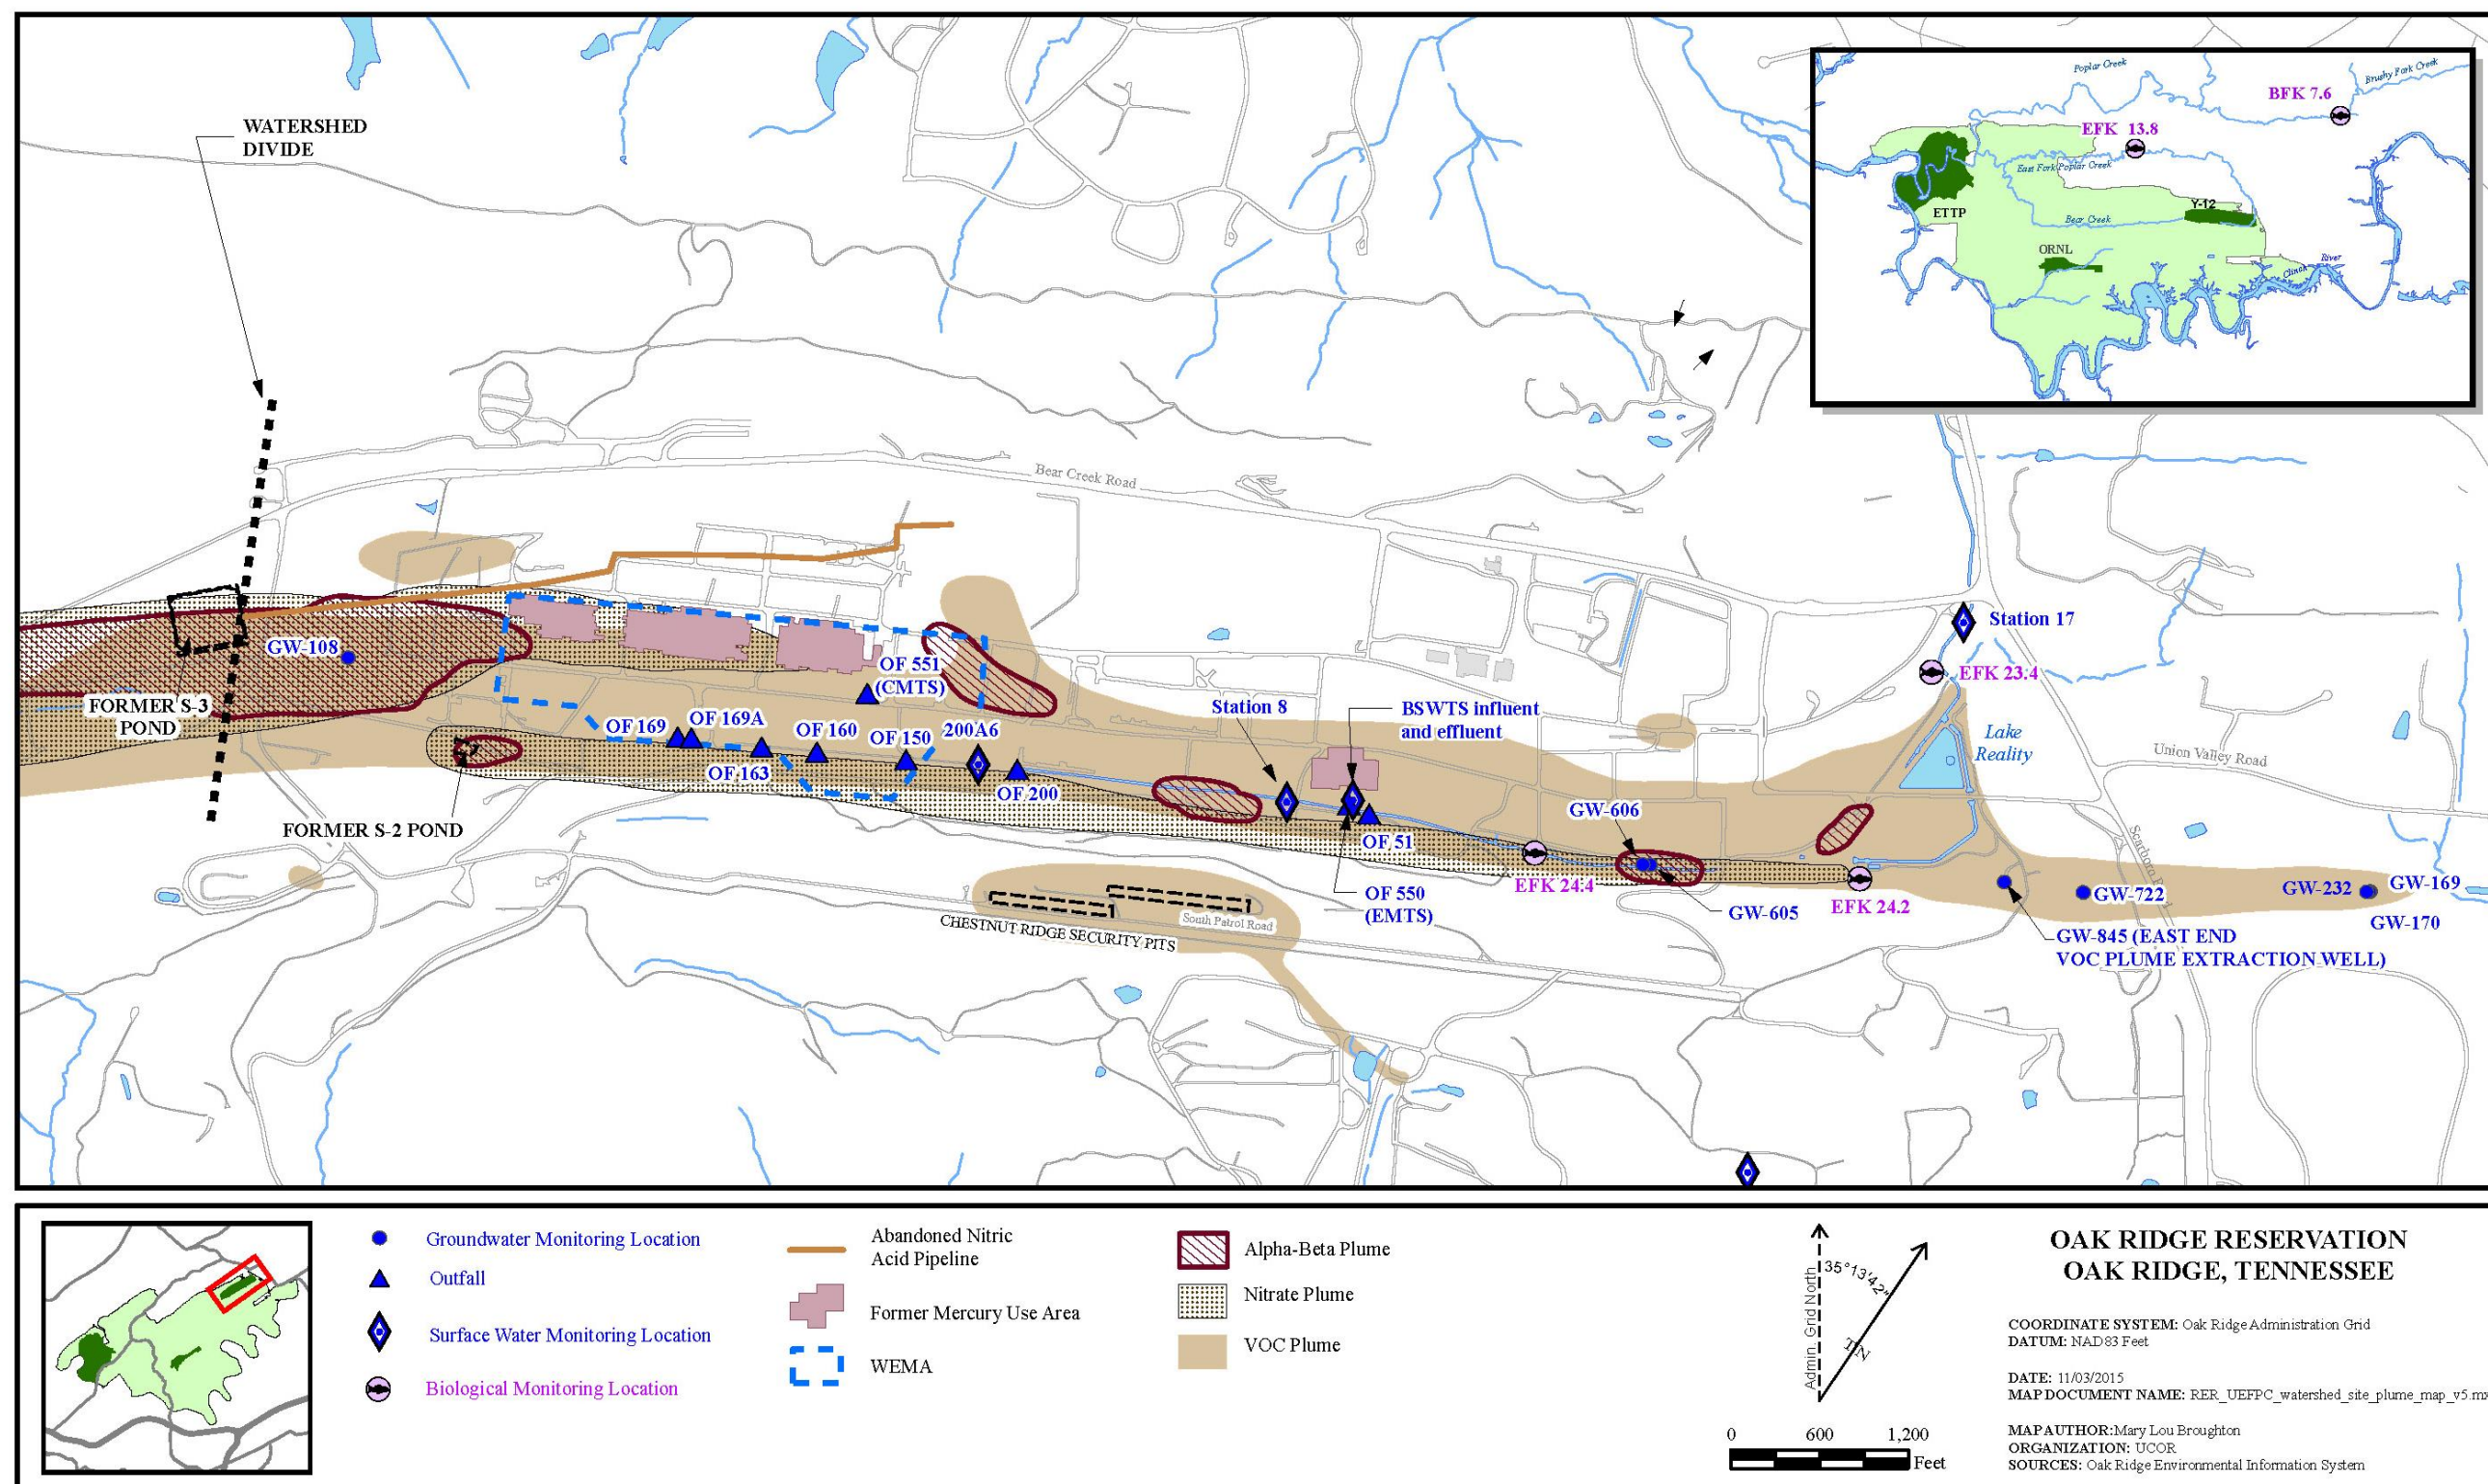 WATERSHED
DIVIDE
Poplar Creek
Brushy Fork Creek
BFK 7.6
EFK 13.8
East Fork Poplar Creek
ETTP
Bear Creek
Y-12
ORNL
Clinch River
Bear Creek Road
GW-108
FORMER S-3
POND
OF 551
(CMTS)
OF 169
OF 169A
OF 163
OF 160
OF 150
200A6
OF 200
FORMER S-2 POND
Station 8
BSWTS influent
and effluent
Station 17
EFK 23.4
Lake
Reality
Union Valley Road
GW-606
OF 51
EFK 24.4
OF 550
(EMTS)
GW-605
EFK 24.2
GW-722
GW-232
GW-169
GW-170
GW-845 (EAST END
VOC PLUME EXTRACTION WELL)
South Patrol Road
CHESTNUT RIDGE SECURITY PITS
Groundwater Monitoring Location
Outfall
Surface Water Monitoring Location
Biological Monitoring Location
Abandoned Nitric
Acid Pipeline
Former Mercury Use Area
WEMA
Alpha-Beta Plume
Nitrate Plume
VOC Plume
Admin. Grid North
35°13'42"
TN
0 600 1,200
Feet
OAK RIDGE RESERVATION
OAK RIDGE, TENNESSEE
COORDINATE SYSTEM: Oak Ridge Administration Grid
DATUM: NAD83 Feet
DATE: 11/03/2015
MAP DOCUMENT NAME: RER_UEFPC_watershed_site_plume_map_v5.m
MAP AUTHOR:Mary Lou Broughton
ORGANIZATION: UCOR
SOURCES: Oak Ridge Environmental Information System